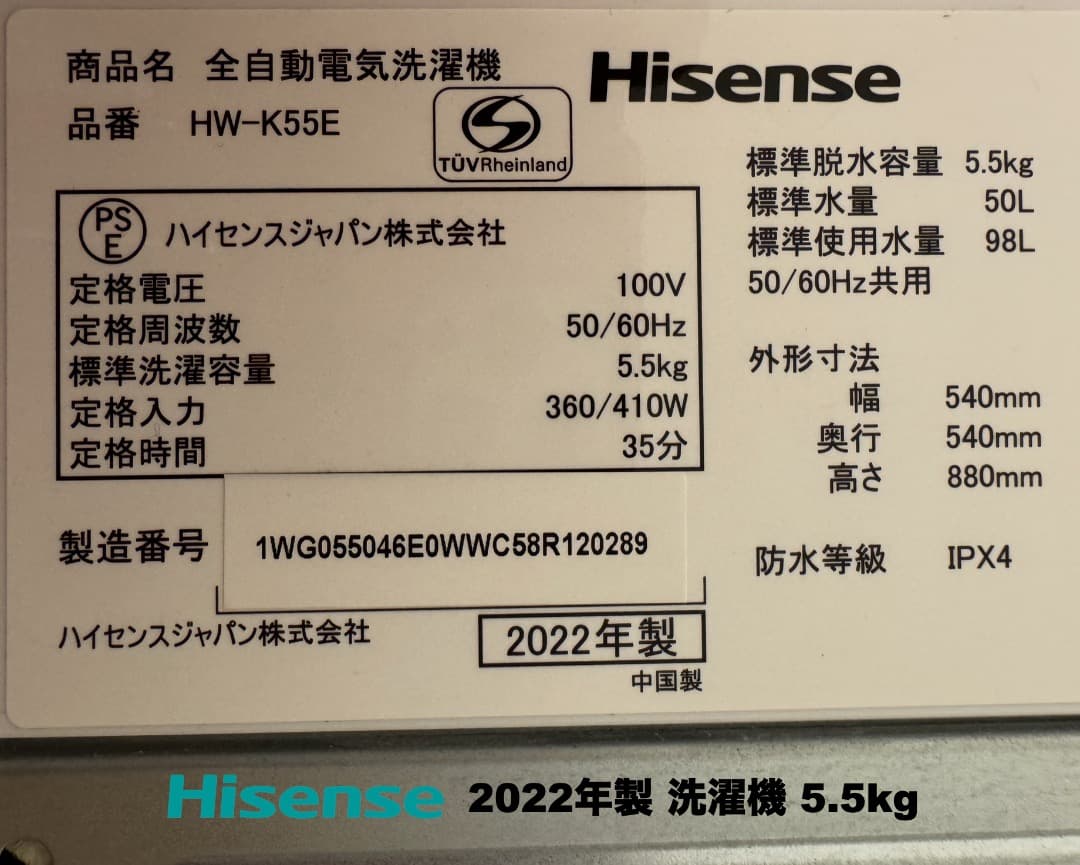 商品名 全自動電気洗濯機
Hisense
品番 HW-K55E
TÜVRheinland
PS
E
ハイセンスジャパン株式会社
定格電圧 100V
定格周波数 50/60Hz
標準洗濯容量 5.5kg
定格入力 360/410W
定格時間 35分
標準脱水容量 5.5kg
標準水量 50L
標準使用水量 98L
50/60Hz共用
外形寸法
幅 540mm
奥行 540mm
高さ 880mm
防水等級 IPX4
製造番号 1WG055046E0WWC58R120289
ハイセンスジャパン株式会社
2022年製
中国製
Hisense 2022年製 洗濯機 5.5kg